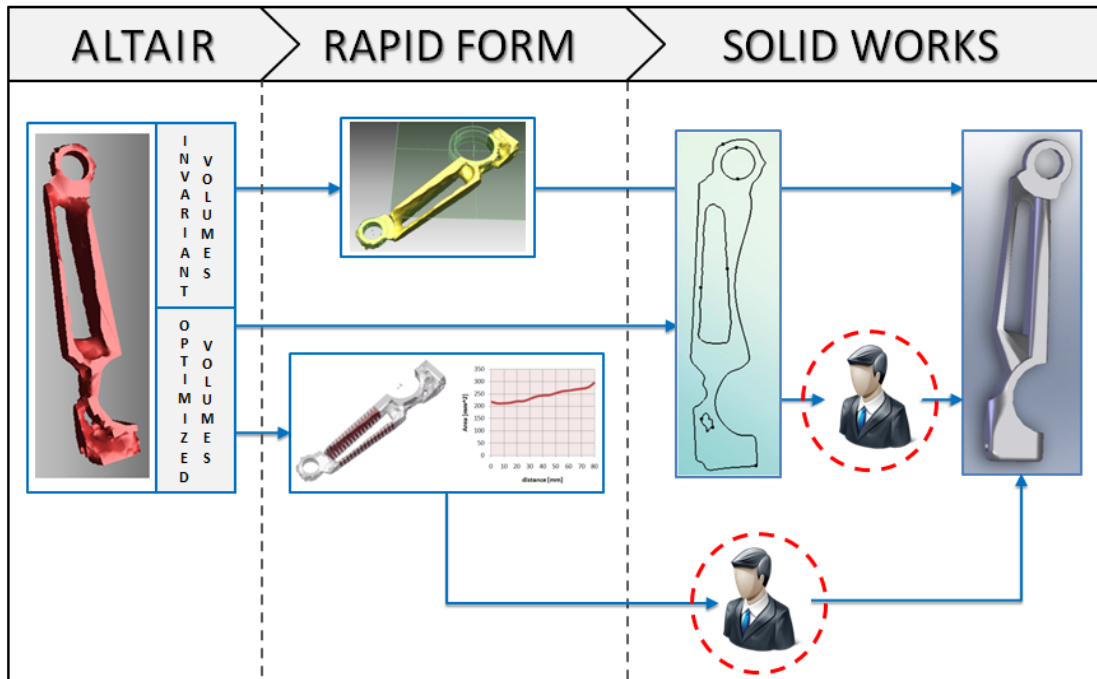 ALTAIR
RAPID FORM
SOLID WORKS
INVARIANT
VOLUMES
OPTIMIZED
VOLUMES
Area [mm^2]
350
300
250
200
150
100
50
0
0 10 20 30 40 50 60 70 80
distance [mm]